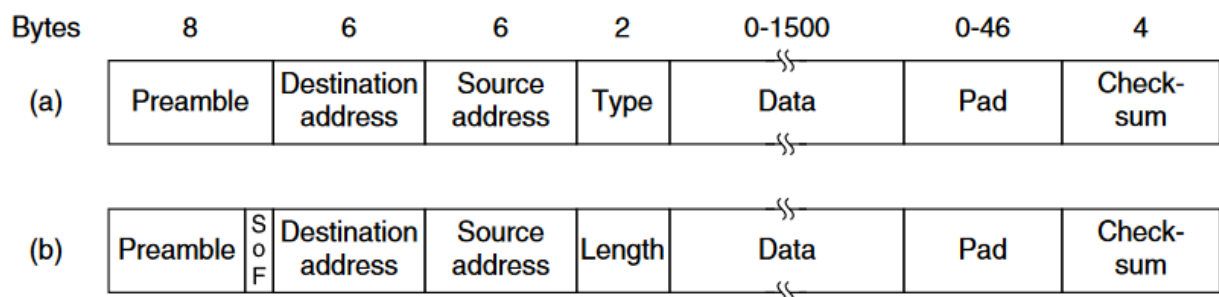 Bytes 8 6 6 2 0-1500 0-46 4
(a) Preamble Destination address Source address Type Data Pad Check-sum
(b) Preamble SoF Destination address Source address Length Data Pad Check-sum